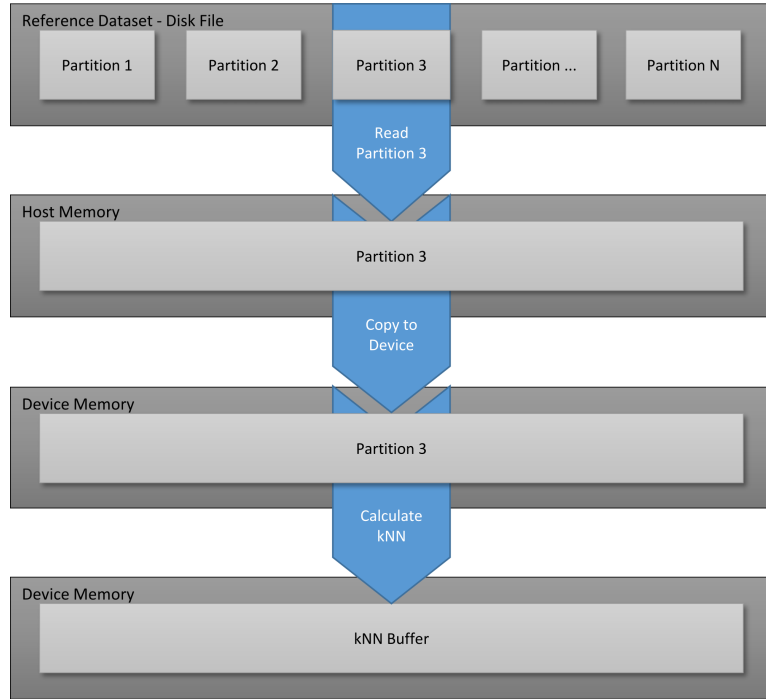 Reference Dataset - Disk File
Partition 1
Partition 2
Partition 3
Partition ...
Partition N
Read
Partition 3
Host Memory
Partition 3
Copy to
Device
Device Memory
Partition 3
Calculate
kNN
Device Memory
kNN Buffer